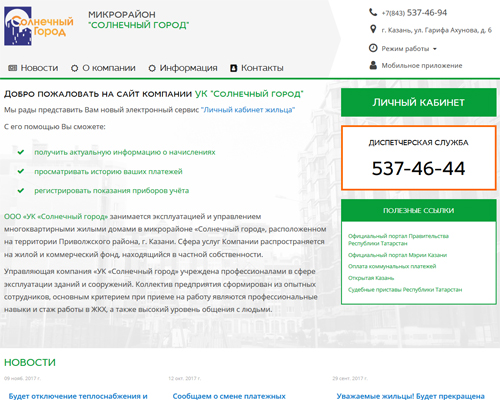 Солнечный
Город
МИКРОРАЙОН
"СОЛНЕЧНЫЙ ГОРОД"
+7(843) 537-46-94
г. Казань, ул. Гарифа Ахунова, д. 6
Режим работы
Мобильное приложение
Новости О компании Информация Контакты
Добро пожаловать на сайт компании УК "Солнечный город"
Мы рады представить Вам новый электронный сервис "Личный кабинет жильца"
С его помощью Вы сможете:
получить актуальную информацию о начислениях
просматривать историю ваших платежей
регистрировать показания приборов учёта
ООО «УК «Солнечный город» занимается эксплуатацией и управлением
многоквартирными жилыми домами в микрорайоне «Солнечный город», расположенном
на территории Приволжского района, г. Казани. Сфера услуг Компании распространяется
на жилой и коммерческий фонд, находящийся в частной собственности.
Управляющая компания «УК «Солнечный город» учреждена профессионалами в сфере
эксплуатации зданий и сооружений. Коллектив предприятия сформирован из опытных
сотрудников, основным критерием при приеме на работу являются профессиональные
навыки и стаж работы в ЖКХ, а также высокий уровень общения с людьми.
Личный кабинет
ДИСПЕТЧЕРСКАЯ СЛУЖБА
537-46-44
ПОЛЕЗНЫЕ ССЫЛКИ
Официальный портал Правительства
Республики Татарстан
Официальный портал Мэрии Казани
Оплата коммунальных платежей
Открытая Казань
Судебные приставы Республики Татарстан
НОВОСТИ
09 нояб. 2017 г. 12 окт. 2017 г. 29 сент. 2017 г.
Будет отключение теплоснабжения и Сообщаем о смене платежных Уважаемые жильцы! Будет прекращена